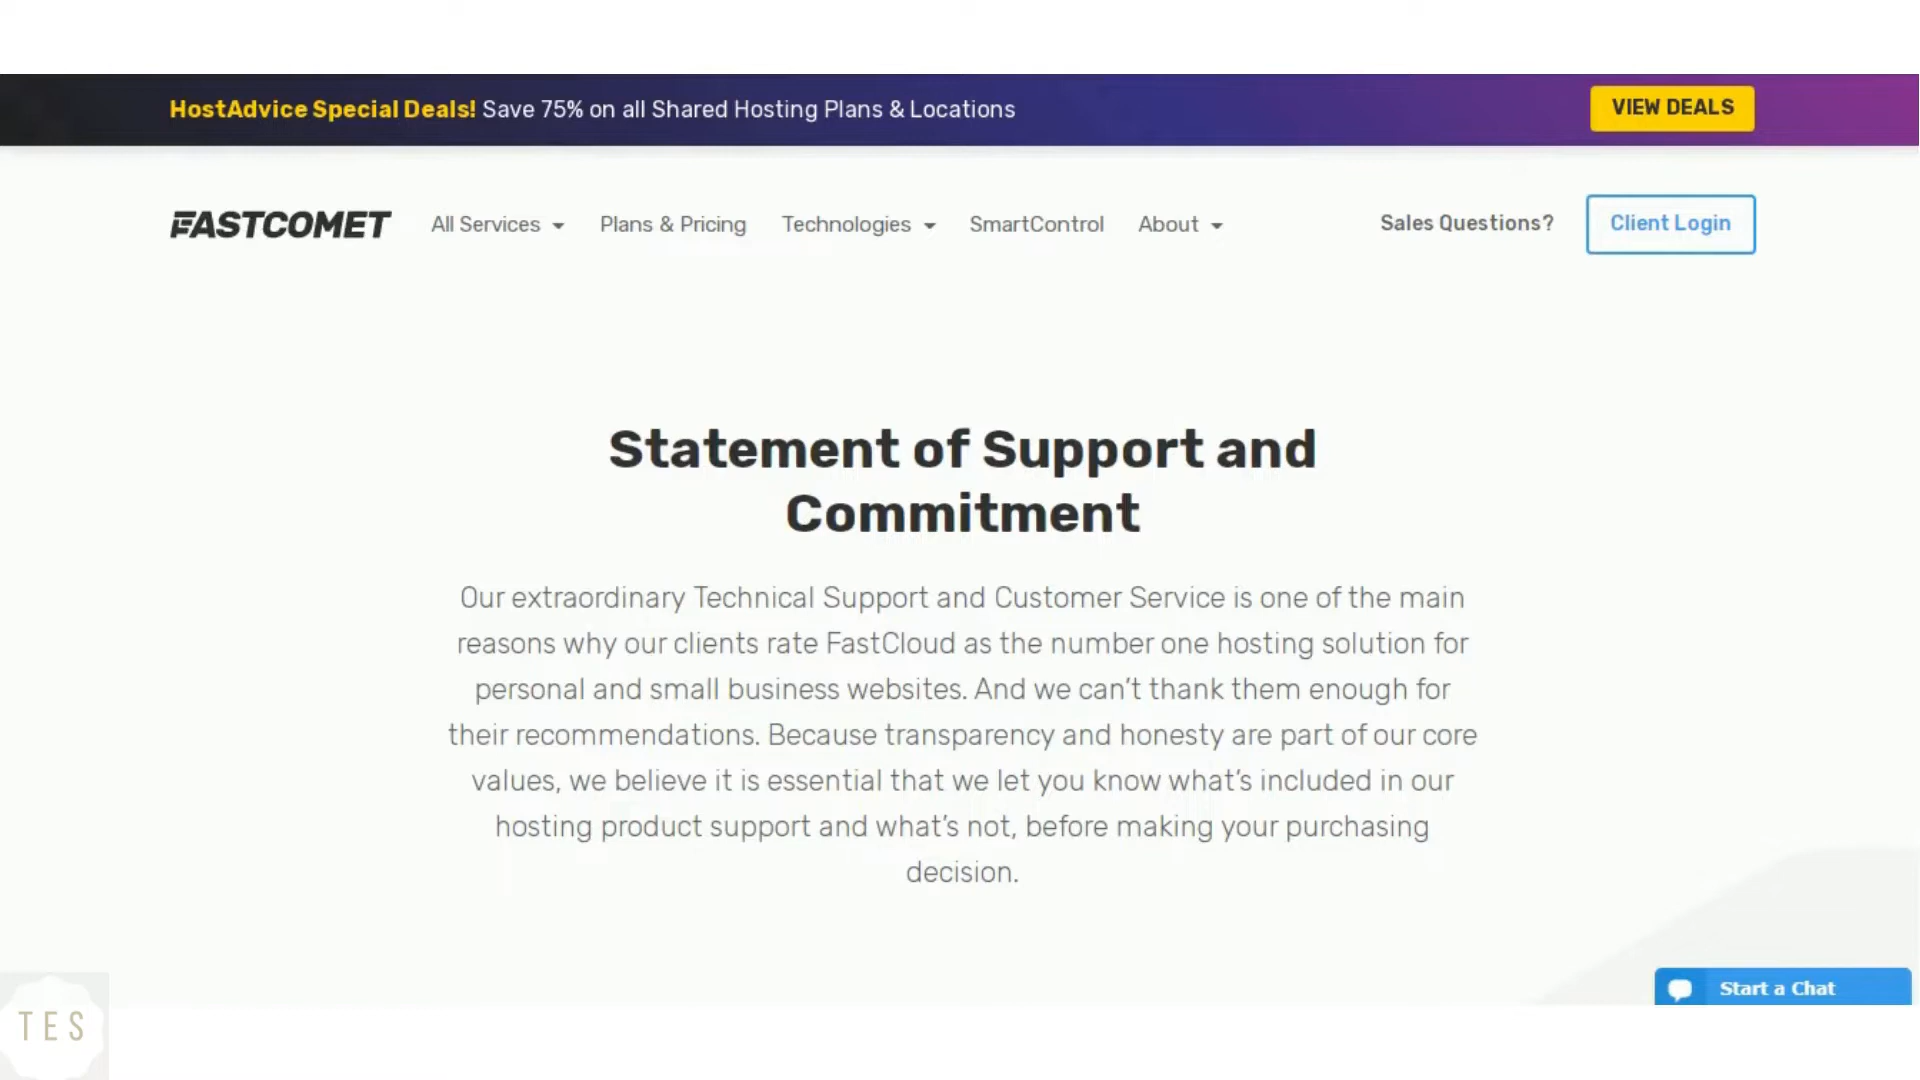 HostAdvice Special Deals! Save 75% on all Shared Hosting Plans & Locations
VIEW DEALS
FASTCOMET
All Services
Plans & Pricing
Technologies
SmartControl
About
Sales Questions?
Client Login
Statement of Support and
Commitment
Our extraordinary Technical Support and Customer Service is one of the main
reasons why our clients rate FastCloud as the number one hosting solution for
personal and small business websites. And we can’t thank them enough for
their recommendations. Because transparency and honesty are part of our core
values, we believe it is essential that we let you know what’s included in our
hosting product support and what’s not, before making your purchasing
decision.
Start a Chat
TES